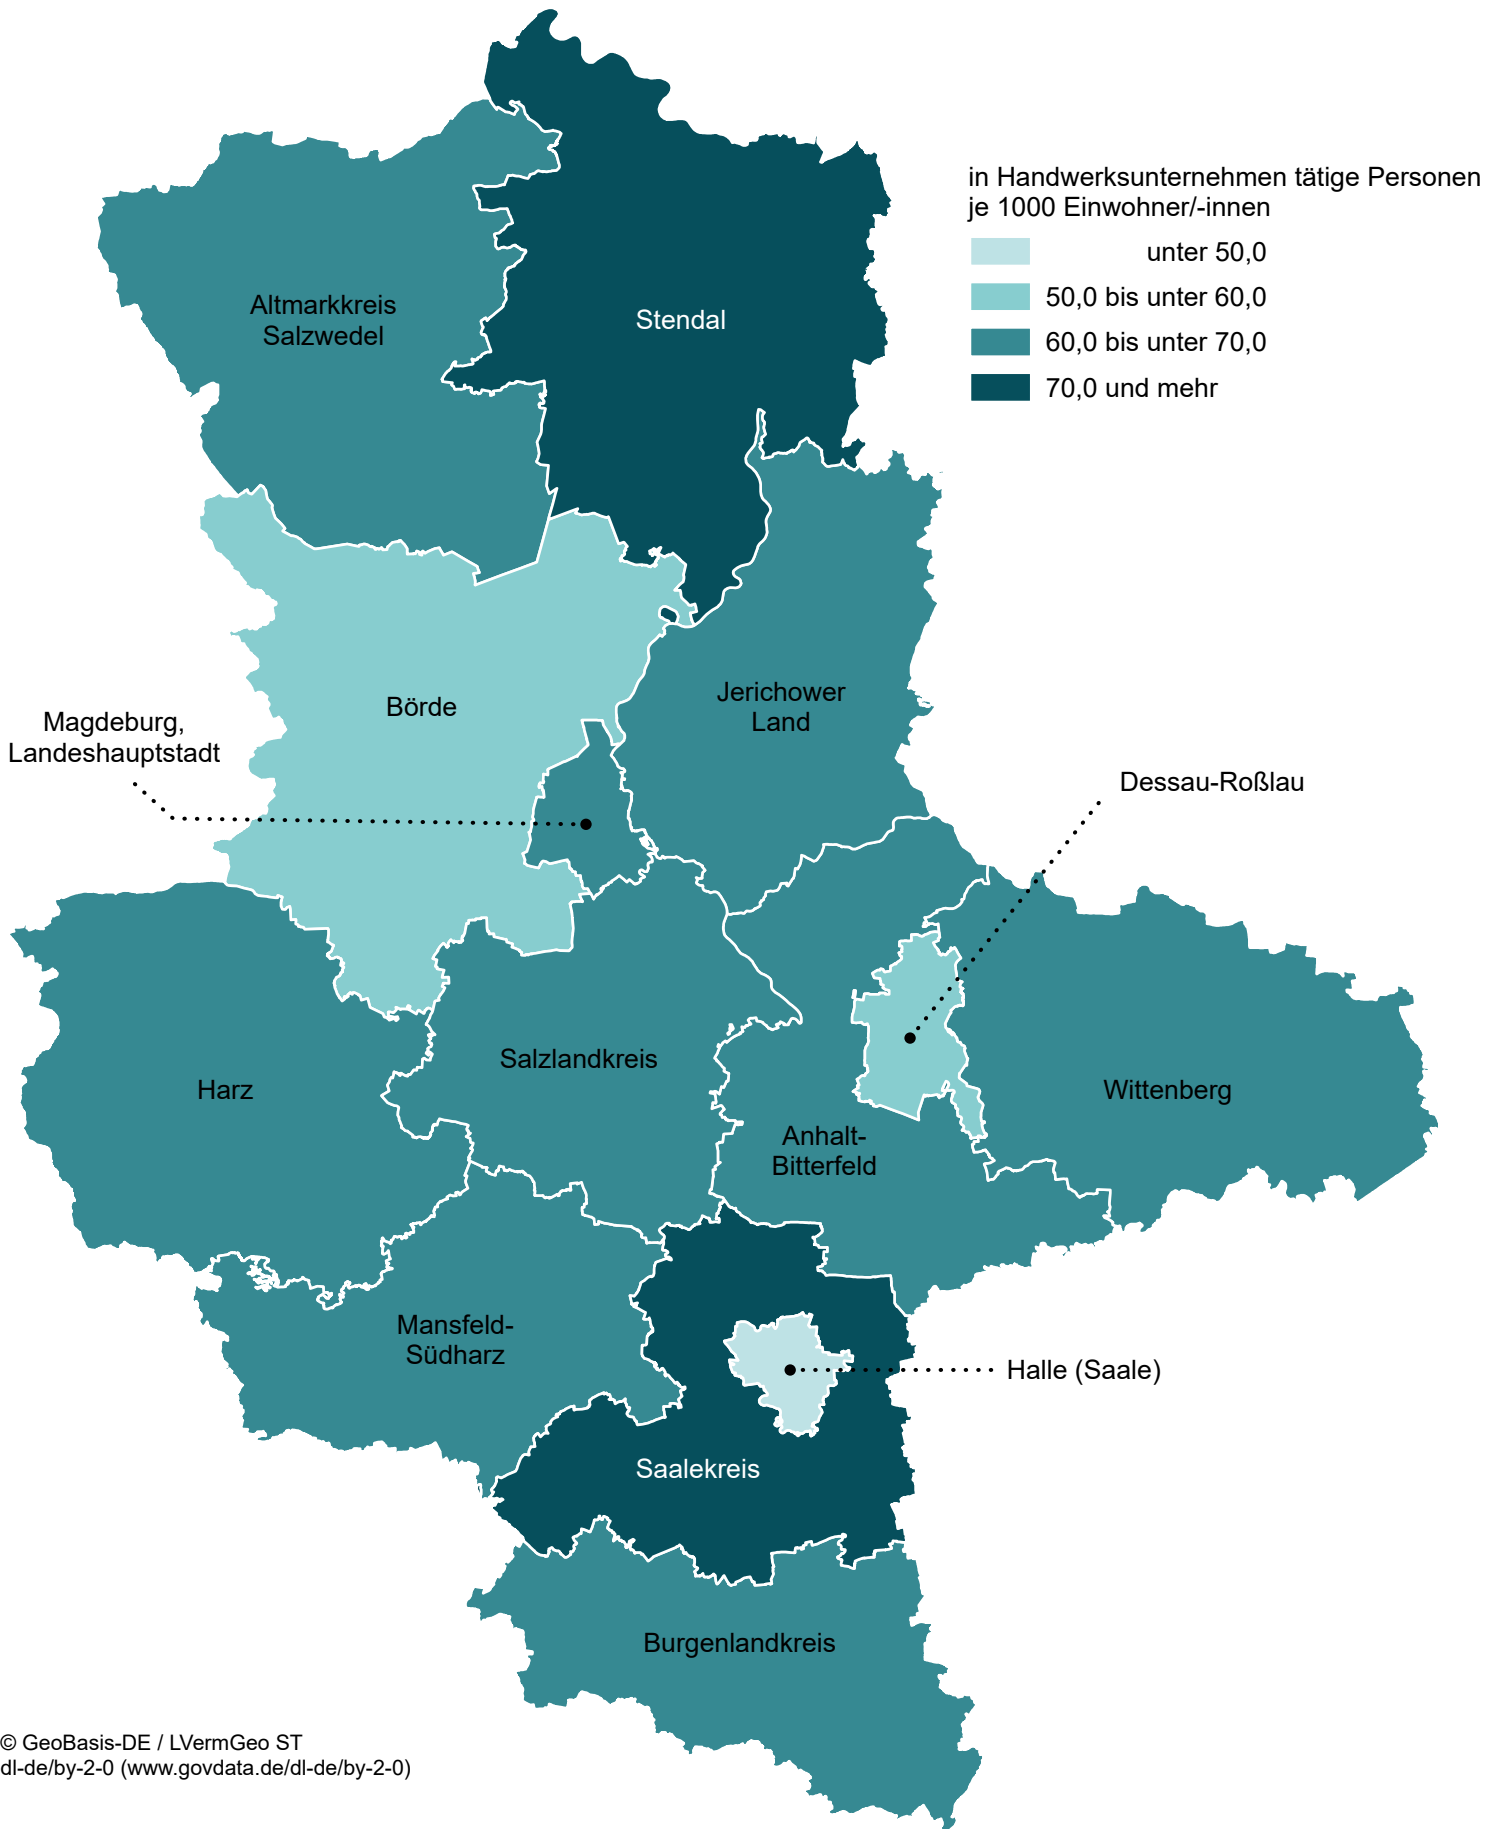 in Handwerksunternehmen tätige Personen
je 1000 Einwohner/-innen
unter 50,0
50,0 bis unter 60,0
60,0 bis unter 70,0
70,0 und mehr
Altmarkkreis
Salzwedel
Stendal
Börde
Jerichower
Land
Magdeburg,
Landeshauptstadt
Dessau-Roßlau
Harz
Salzlandkreis
Wittenberg
Anhalt-
Bitterfeld
Mansfeld-
Südharz
Halle (Saale)
Saalekreis
Burgenlandkreis
© GeoBasis-DE / LVermGeo ST
dl-de/by-2-0 (www.govdata.de/dl-de/by-2-0)